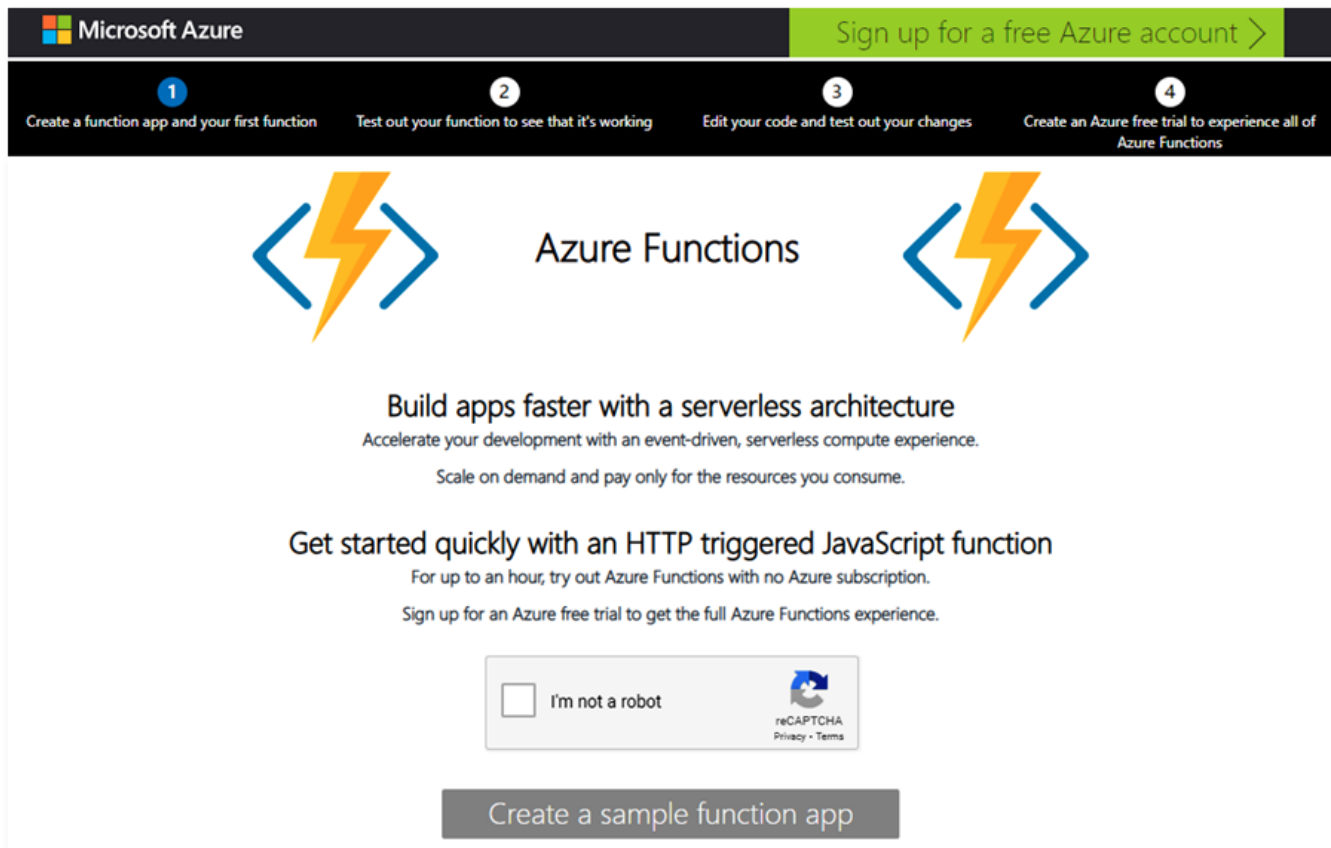 Microsoft Azure
Sign up for a free Azure account
1
Create a function app and your first function
2
Test out your function to see that it's working
3
Edit your code and test out your changes
4
Create an Azure free trial to experience all of
Azure Functions
Azure Functions
Build apps faster with a serverless architecture
Accelerate your development with an event-driven, serverless compute experience.
Scale on demand and pay only for the resources you consume.
Get started quickly with an HTTP triggered JavaScript function
For up to an hour, try out Azure Functions with no Azure subscription.
Sign up for an Azure free trial to get the full Azure Functions experience.
I'm not a robot
reCAPTCHA
Privacy - Terms
Create a sample function app